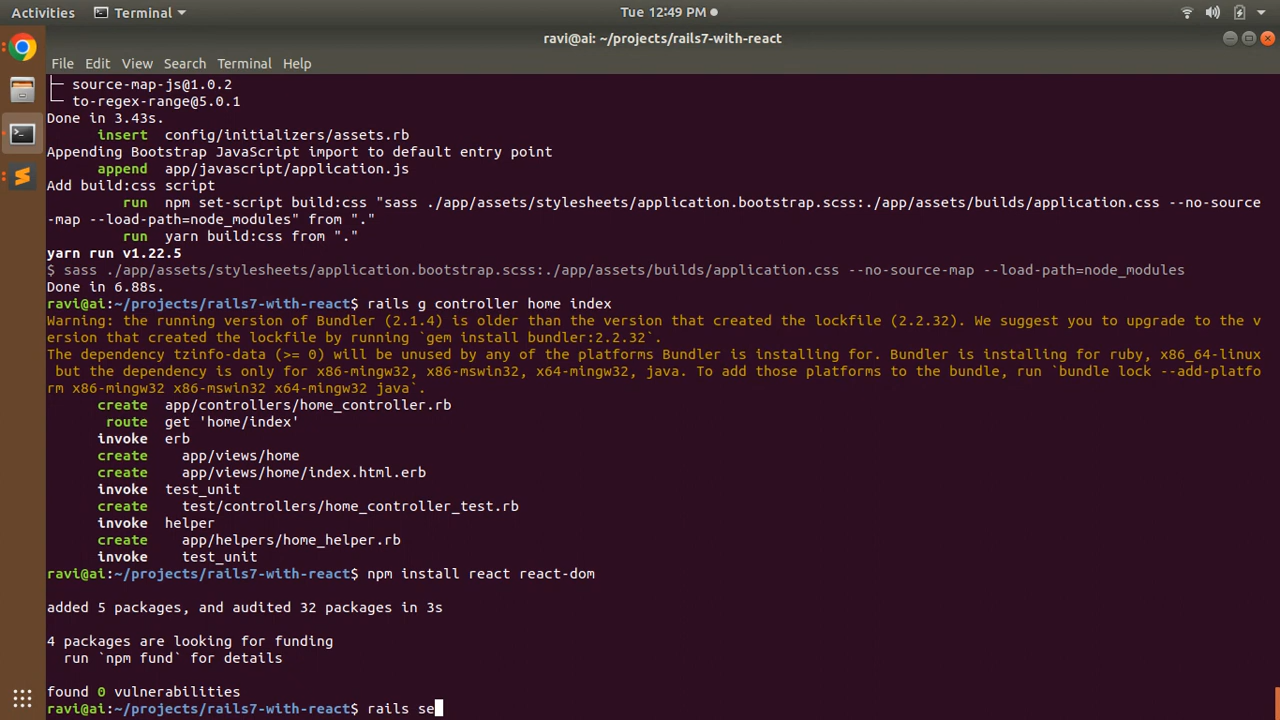 Activities Terminal Tue 12:49 PM
ravi@ai: ~/projects/rails7-with-react
File Edit View Search Terminal Help
├─ source-map-js@1.0.2
└─ to-regex-range@5.0.1
Done in 3.43s.
insert config/initializers/assets.rb
Appending Bootstrap JavaScript import to default entry point
append app/javascript/application.js
Add build:css script
run npm set-script build:css "sass ./app/assets/stylesheets/application.bootstrap.scss:./app/assets/builds/application.css --no-source
-map --load-path=node_modules" from "."
run yarn build:css from "."
yarn run v1.22.5
$ sass ./app/assets/stylesheets/application.bootstrap.scss:./app/assets/builds/application.css --no-source-map --load-path=node_modules
Done in 6.88s.
ravi@ai:~/projects/rails7-with-react$ rails g controller home index
Warning: the running version of Bundler (2.1.4) is older than the version that created the lockfile (2.2.32). We suggest you to upgrade to the v
ersion that created the lockfile by running `gem install bundler:2.2.32`.
The dependency tzinfo-data (>= 0) will be unused by any of the platforms Bundler is installing for. Bundler is installing for ruby, x86_64-linux
but the dependency is only for x86-mingw32, x86-mswin32, x64-mingw32, java. To add those platforms to the bundle, run `bundle lock --add-platfo
rm x86-mingw32 x86-mswin32 x64-mingw32 java`.
create app/controllers/home_controller.rb
route get 'home/index'
invoke erb
create app/views/home
create app/views/home/index.html.erb
invoke test_unit
create test/controllers/home_controller_test.rb
invoke helper
create app/helpers/home_helper.rb
invoke test_unit
ravi@ai:~/projects/rails7-with-react$ npm install react react-dom
added 5 packages, and audited 32 packages in 3s
4 packages are looking for funding
run `npm fund` for details
found 0 vulnerabilities
ravi@ai:~/projects/rails7-with-react$ rails se